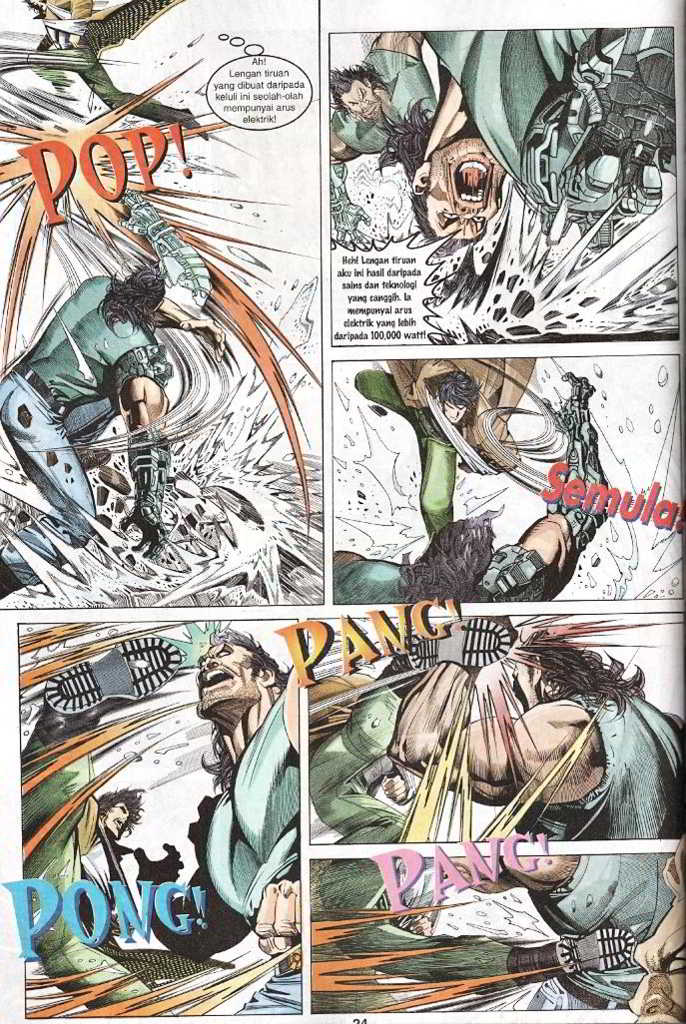 Ah!
Lengan tiruan
yang dibuat daripada
keluli ini seolah-olah
mempunyai arus
elektrik!
POP!
Heh! Lengan tiruan
aku ini hasil daripada
sains dan teknologi
yang canggih. Ia
mempunyai arus
elektrik yang lebih
daripada 100,000 watt!
Semula!
PONG!
PANG!
PANG!
24